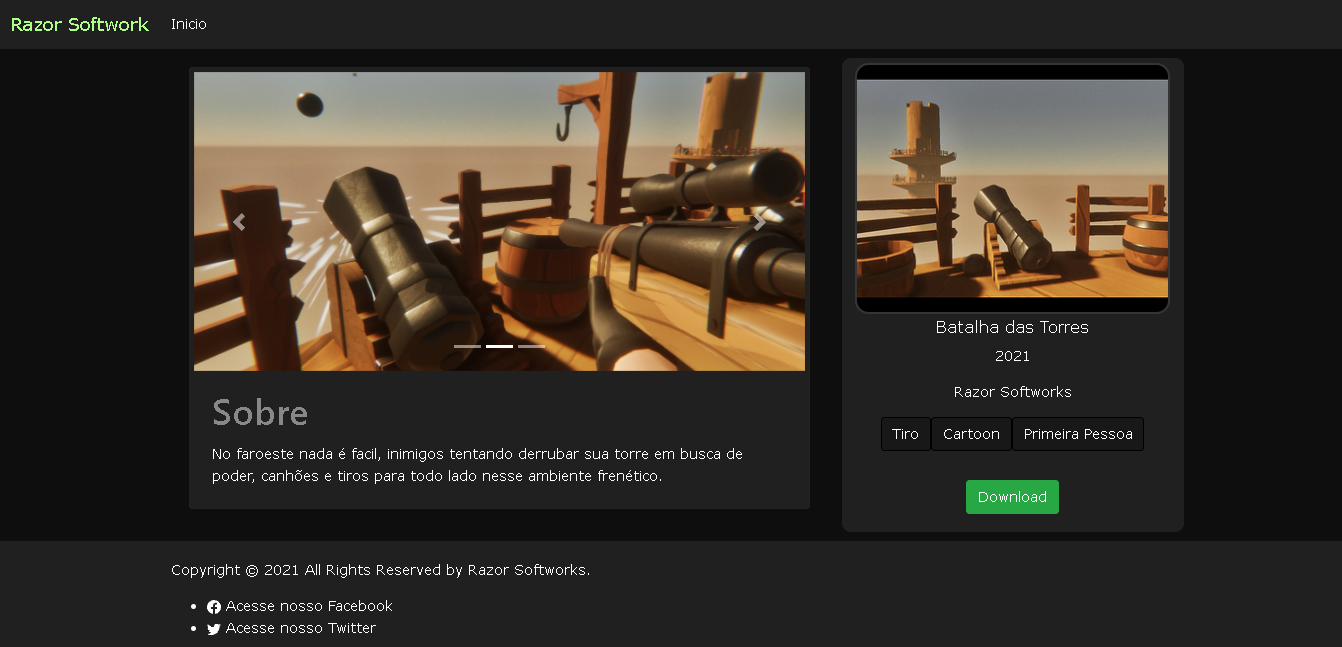 Razor Softwork
Inicio
Sobre
No faroeste nada é facil, inimigos tentando derrubar sua torre em busca de
poder, canhões e tiros para todo lado nesse ambiente frenético.
Batalha das Torres
2021
Razor Softworks
Tiro Cartoon Primeira Pessoa
Download
Copyright © 2021 All Rights Reserved by Razor Softworks.
Acesse nosso Facebook
Acesse nosso Twitter